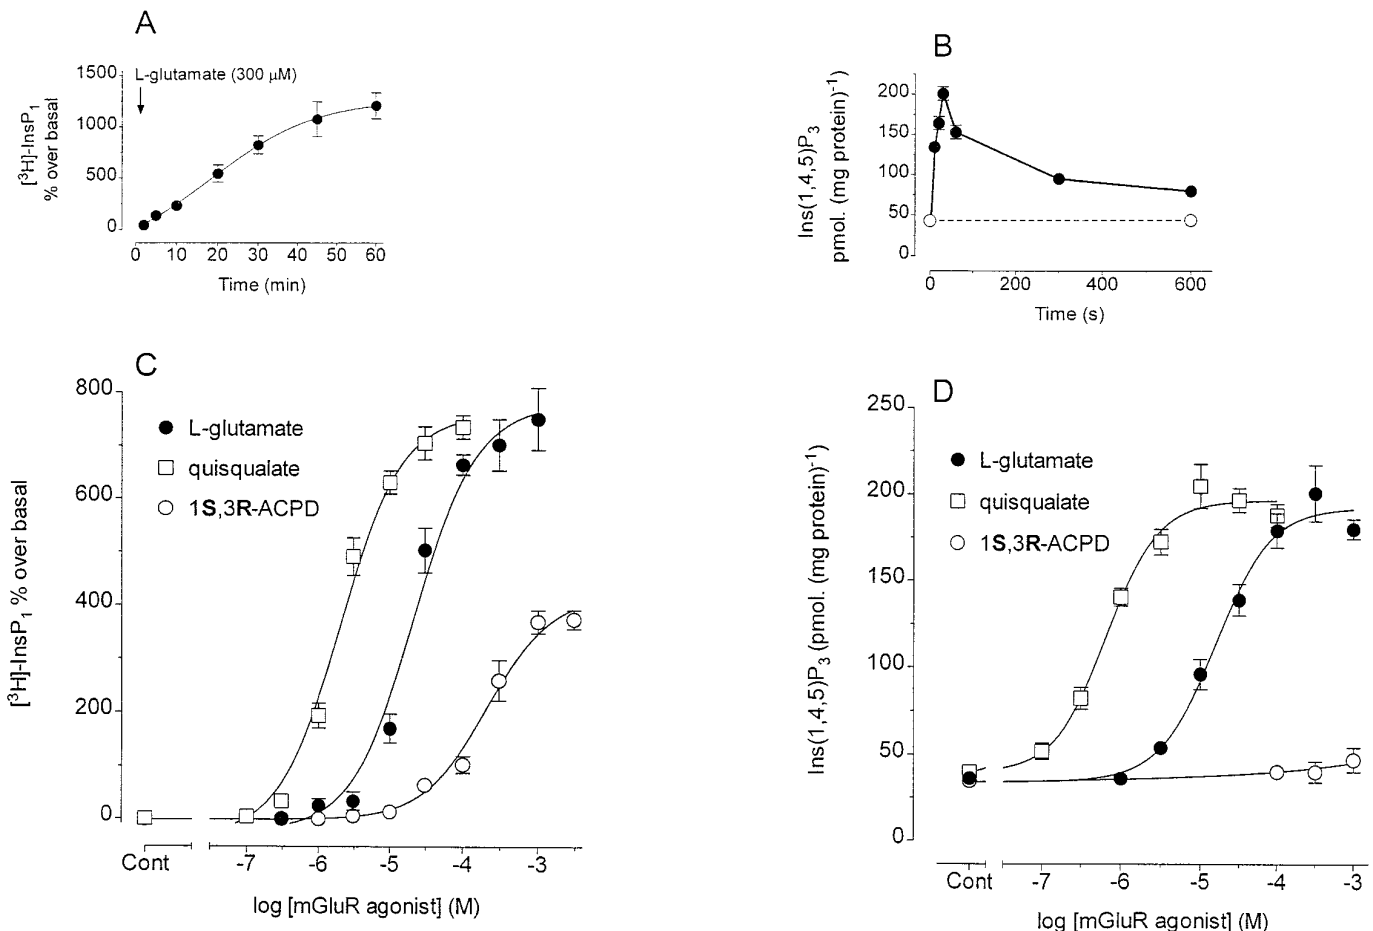 A
L-glutamate (300 µM)
[³H]-InsP₁
% over basal
1500
1000
500
0
0 10 20 30 40 50 60
Time (min)
B
Ins(1,4,5)P₃
pmol. (mg protein)⁻¹
200
150
100
50
0
0 200 400 600
Time (s)
C
[³H]-InsP₁ % over basal
800
600
400
200
0
L-glutamate
quisqualate
1S,3R-ACPD
Cont -7 -6 -5 -4 -3
log [mGluR agonist] (M)
D
Ins(1,4,5)P₃ (pmol. (mg protein)⁻¹)
250
200
150
100
50
0
L-glutamate
quisqualate
1S,3R-ACPD
Cont -7 -6 -5 -4 -3
log [mGluR agonist] (M)